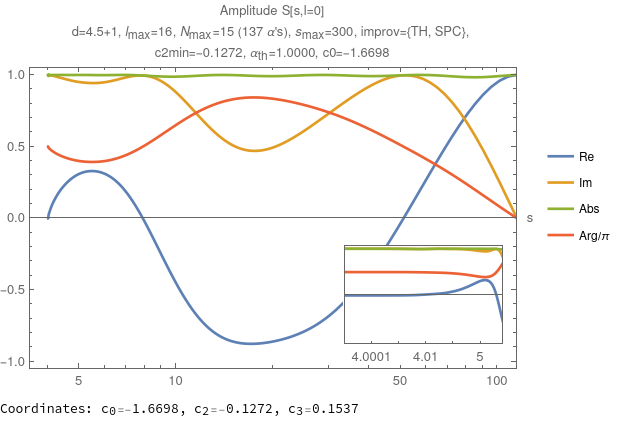 Amplitude S[s,l=0]
d=4.5+1, lmax=16, Nmax=15 (137 α's), smax=300, improv={TH, SPC},
c2min=−0.1272, αth=1.0000, c0=−1.6698
1.0
0.5
0.0
−0.5
−1.0
5
10
50
100
s
4.0001
4.01
5
Re
Im
Abs
Arg/π
Coordinates: c0=-1.6698, c2=-0.1272, c3=0.1537